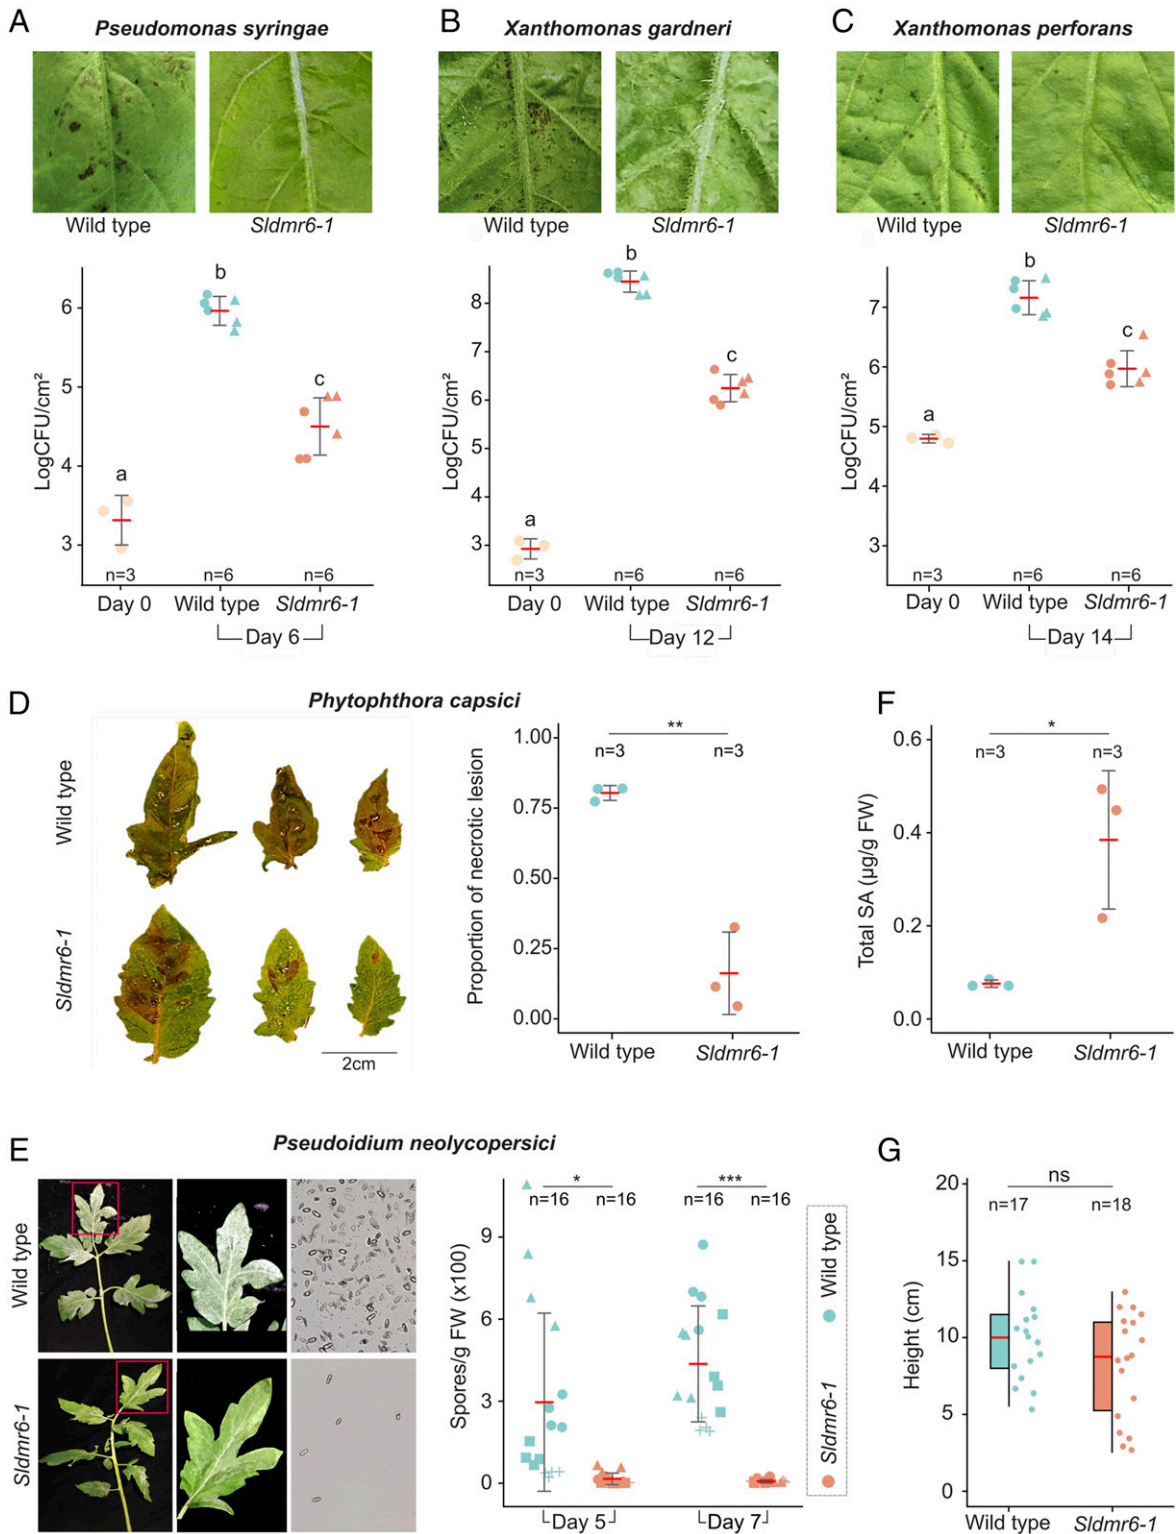 A
Pseudomonas syringae
Wild type
Sldmr6-1
LogCFU/cm²
6
5
4
3
a
b
c
n=3
n=6
n=6
Day 0
Wild type
Sldmr6-1
Day 6
B
Xanthomonas gardneri
Wild type
Sldmr6-1
LogCFU/cm²
8
7
6
5
4
3
a
b
c
n=3
n=6
n=6
Day 0
Wild type
Sldmr6-1
Day 12
C
Xanthomonas perforans
Wild type
Sldmr6-1
LogCFU/cm²
7
6
5
4
3
a
b
c
n=3
n=6
n=6
Day 0
Wild type
Sldmr6-1
Day 14
D
Phytophthora capsici
Wild type
Sldmr6-1
2cm
Proportion of necrotic lesion
1.00
0.75
0.50
0.25
0.00
**
n=3
n=3
Wild type
Sldmr6-1
F
Total SA (µg/g FW)
0.6
0.4
0.2
0.0
*
n=3
n=3
Wild type
Sldmr6-1
E
Pseudoidium neolycopersici
Wild type
Sldmr6-1
Spores/g FW (x100)
9
6
3
0
*
n=16
n=16
***
n=16
n=16
Day 5
Day 7
Wild type
Sldmr6-1
G
Height (cm)
20
15
10
5
0
ns
n=17
n=18
Wild type
Sldmr6-1